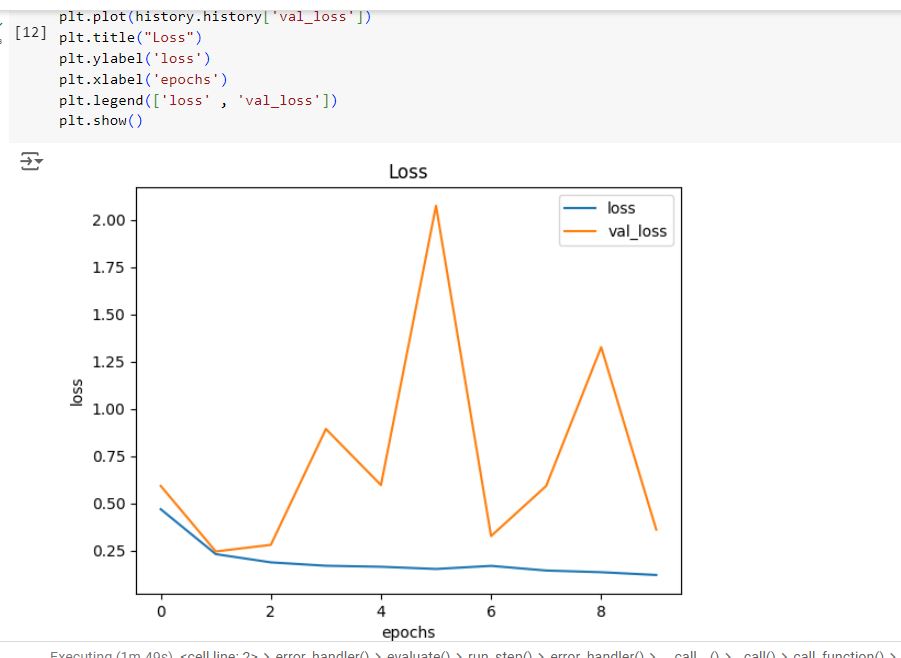 plt.plot(history.history['val_loss'])
[12]
plt.title("Loss")
plt.ylabel('loss')
plt.xlabel('epochs')
plt.legend(['loss' , 'val_loss'])
plt.show()
Loss
loss
val_loss
2.00
1.75
1.50
1.25
1.00
0.75
0.50
0.25
loss
0 2 4 6 8
epochs
Executing (1m 49s) <cell line: 2> > error_handler() > evaluate() > run_step() > error_handler() > __call__() > _call() > call_function() >